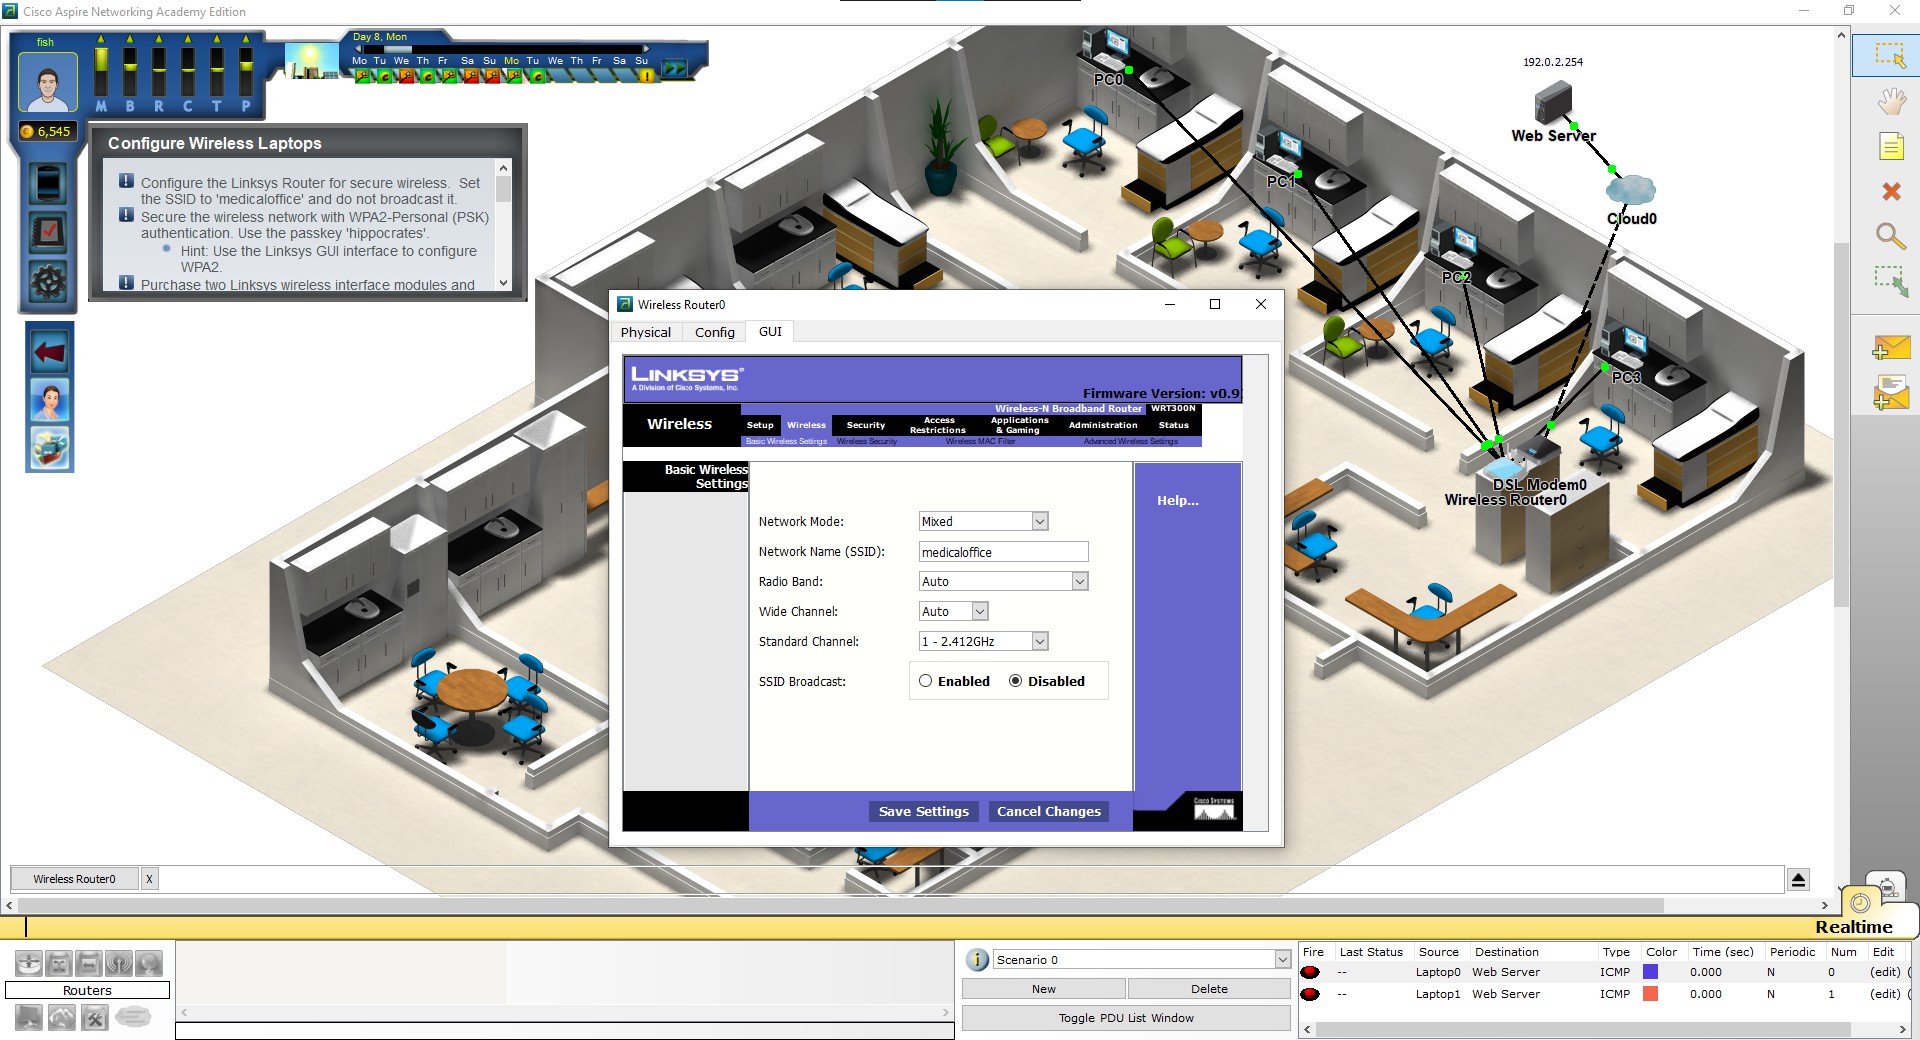 Cisco Aspire Networking Academy Edition
fish
M B R C T P
6,545
Day 8, Mon
Mo Tu We Th Fr Sa Su Mo Tu We Th Fr Sa Su
Configure Wireless Laptops
Configure the Linksys Router for secure wireless. Set
the SSID to 'medicaloffice' and do not broadcast it.
Secure the wireless network with WPA2-Personal (PSK)
authentication. Use the passkey 'hippocrates'.
Hint: Use the Linksys GUI interface to configure
WPA2.
Purchase two Linksys wireless interface modules and
PC0
PC1
PC2
PC3
192.0.2.254
Web Server
Cloud0
DSL Modem0
Wireless Router0
Wireless Router0
Physical Config GUI
LINKSYS®
A Division of Cisco Systems, Inc.
Firmware Version: v0.9
Wireless-N Broadband Router WRT300N
Wireless
Setup Wireless Security Access Restrictions Applications & Gaming Administration Status
Basic Wireless Settings Wireless Security Wireless MAC Filter Advanced Wireless Settings
Basic Wireless
Settings
Help...
Network Mode: Mixed
Network Name (SSID): medicaloffice
Radio Band: Auto
Wide Channel: Auto
Standard Channel: 1 - 2.412GHz
SSID Broadcast: Enabled Disabled
Save Settings Cancel Changes
CISCO SYSTEMS
Wireless Router0 X
Realtime
Routers
Scenario 0
New Delete
Toggle PDU List Window
Fire Last Status Source Destination Type Color Time (sec) Periodic Num Edit
-- Laptop0 Web Server ICMP 0.000 N 0 (edit) (
-- Laptop1 Web Server ICMP 0.000 N 1 (edit) (